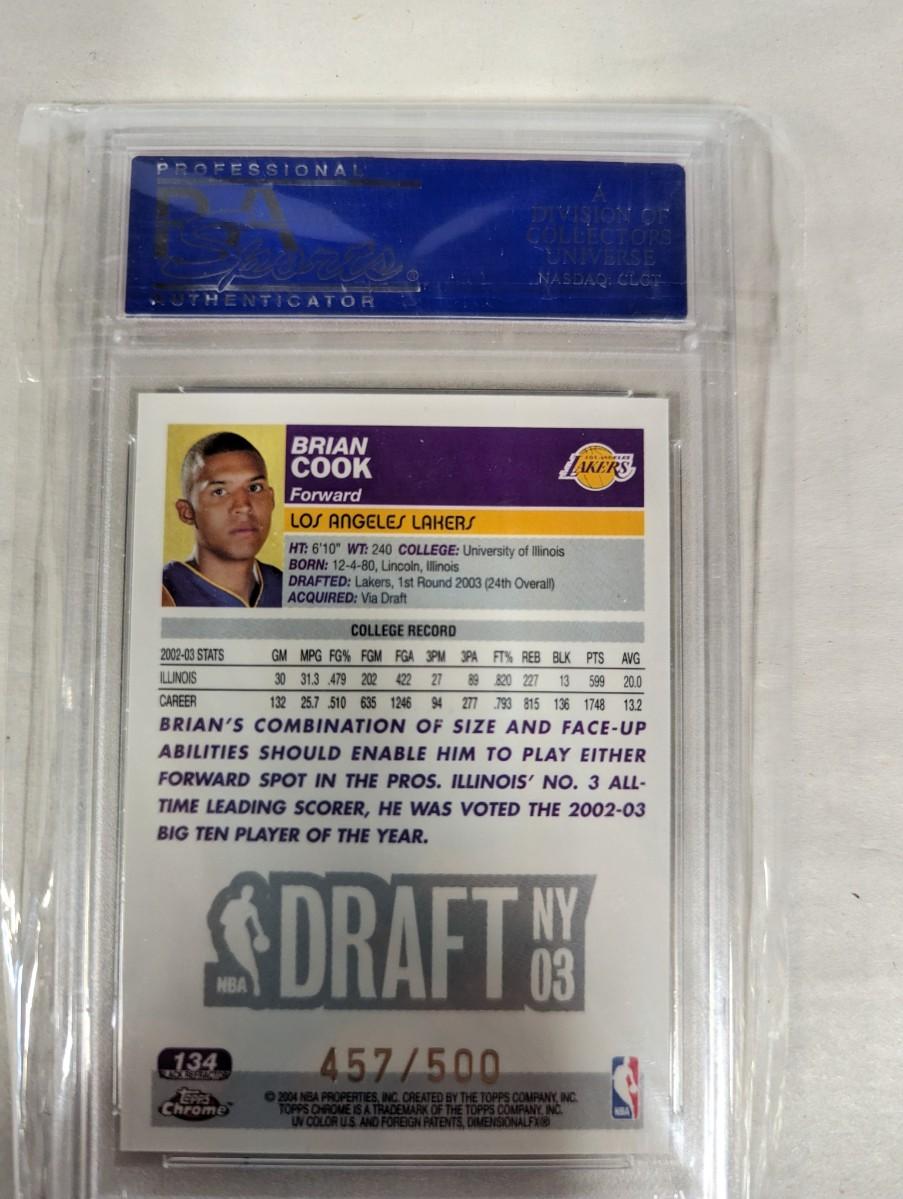 PROFESSIONAL
PSA
Sports®
AUTHENTICATOR
A
DIVISION OF
COLLECTORS
UNIVERSE
NASDAQ: CLCT
BRIAN
COOK
Forward
LOS ANGELES
LAKERS
LOS ANGELES LAKERS
HT: 6'10" WT: 240 COLLEGE: University of Illinois
BORN: 12-4-80, Lincoln, Illinois
DRAFTED: Lakers, 1st Round 2003 (24th Overall)
ACQUIRED: Via Draft
COLLEGE RECORD
2002-03 STATS GM MPG FG% FGM FGA 3PM 3PA FT% REB BLK PTS AVG
ILLINOIS 30 31.3 .479 202 422 27 89 .820 227 13 599 20.0
CAREER 132 25.7 .510 635 1246 94 277 .793 815 136 1748 13.2
BRIAN'S COMBINATION OF SIZE AND FACE-UP
ABILITIES SHOULD ENABLE HIM TO PLAY EITHER
FORWARD SPOT IN THE PROS. ILLINOIS' NO. 3 ALL-
TIME LEADING SCORER, HE WAS VOTED THE 2002-03
BIG TEN PLAYER OF THE YEAR.
NBA DRAFT NY
03
134
BLACK REFRACTOR
457/500
Topps
Chrome™
© 2004 NBA PROPERTIES, INC. CREATED BY THE TOPPS COMPANY, INC.
TOPPS CHROME IS A TRADEMARK OF THE TOPPS COMPANY, INC.
UV COLOR U.S. AND FOREIGN PATENTS, DIMENSIONALFX®
NBA